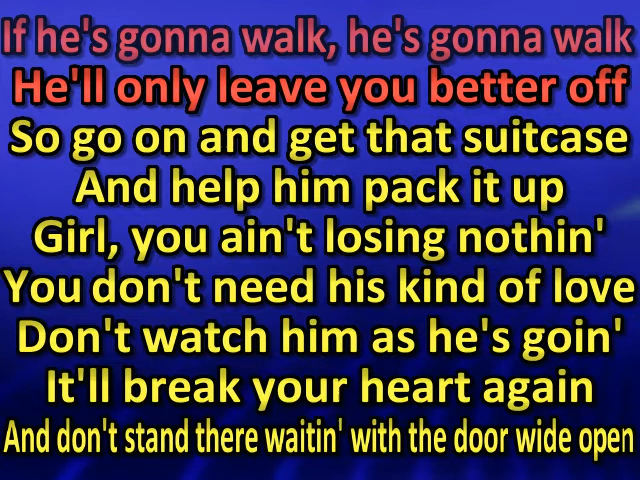 If he's gonna walk, he's gonna walk
He'll only leave you better off
So go on and get that suitcase
And help him pack it up
Girl, you ain't losing nothin'
You don't need his kind of love
Don't watch him as he's goin'
It'll break your heart again
And don't stand there waitin' with the door wide open